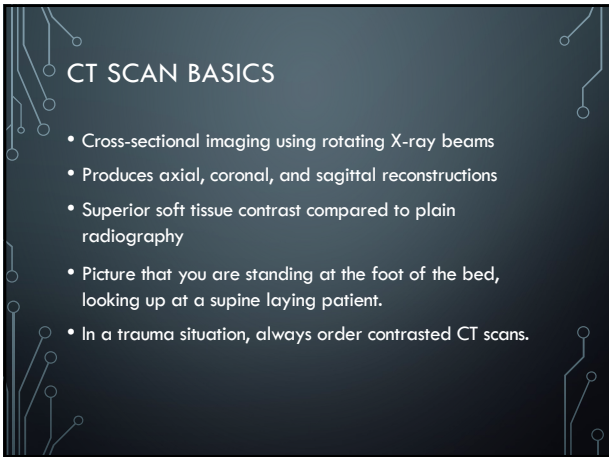 CT SCAN BASICS
• Cross-sectional imaging using rotating X-ray beams
• Produces axial, coronal, and sagittal reconstructions
• Superior soft tissue contrast compared to plain
radiography
• Picture that you are standing at the foot of the bed,
looking up at a supine laying patient.
• In a trauma situation, always order contrasted CT scans.